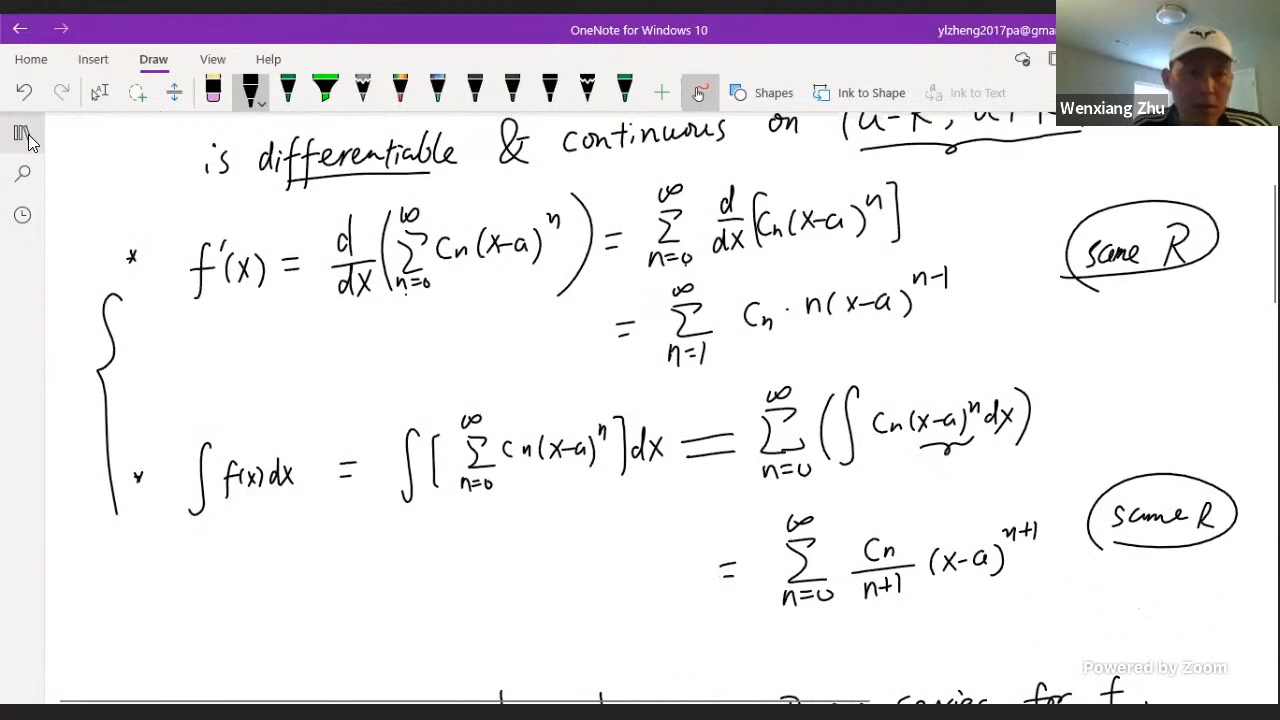 OneNote for Windows 10
ylzheng2017pa@gma
Home Insert Draw View Help
Shapes Ink to Shape Ink to Text
Wenxiang Zhu
is differentiable & continuous on
* f'(x) = d/dx (∑_{n=0}^{∞} Cn(x-a)^n) = ∑_{n=0}^{∞} d/dx [Cn(x-a)^n] same R
= ∑_{n=1}^{∞} Cn · n(x-a)^{n-1}
* ∫ f(x) dx = ∫ [∑_{n=0}^{∞} Cn(x-a)^n] dx = ∑_{n=0}^{∞} (∫ Cn(x-a)^n dx)
same R
= ∑_{n=0}^{∞} Cn/(n+1) (x-a)^{n+1}
Powered by Zoom
series for f